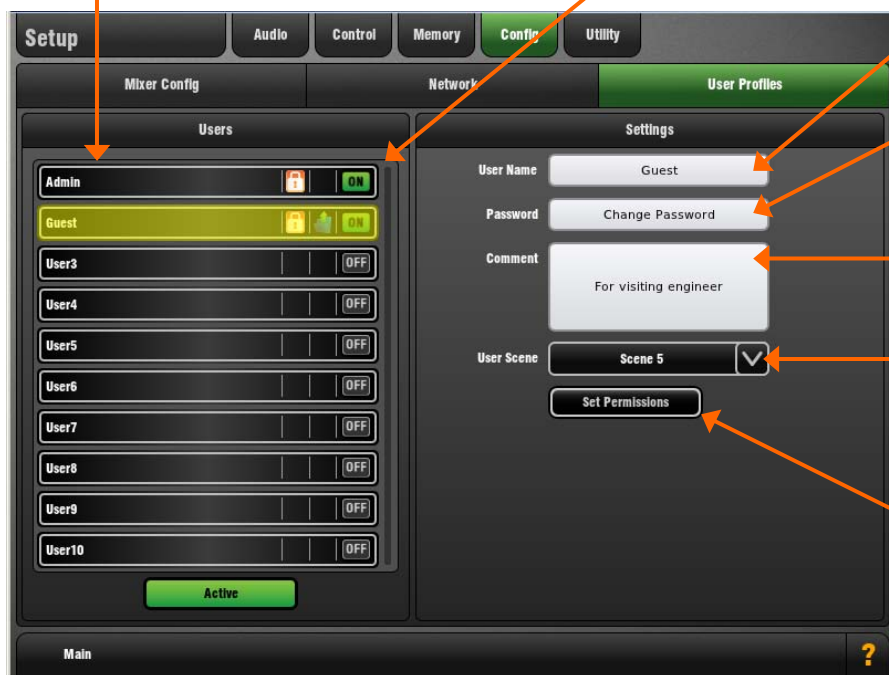 Setup
Audio
Control
Memory
Config
Utility
Mixer Config
Network
User Profiles
Users
Admin ON
Guest ON
User3 OFF
User4 OFF
User5 OFF
User6 OFF
User7 OFF
User8 OFF
User9 OFF
User10 OFF
Active
Settings
User Name Guest
Password Change Password
Comment For visiting engineer
User Scene Scene 5
Set Permissions
Main ?